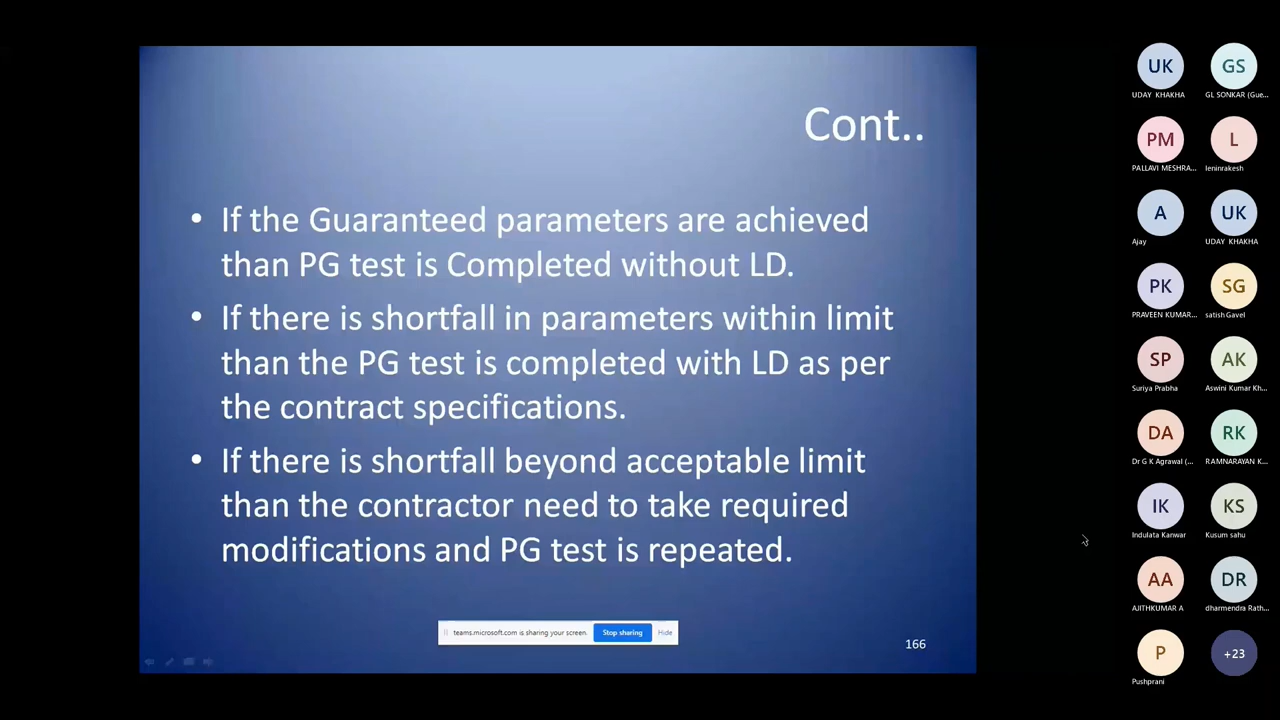 Cont..
• If the Guaranteed parameters are achieved
than PG test is Completed without LD.
• If there is shortfall in parameters within limit
than the PG test is completed with LD as per
the contract specifications.
• If there is shortfall beyond acceptable limit
than the contractor need to take required
modifications and PG test is repeated.
teams.microsoft.com is sharing your screen. Stop sharing Hide
166
UK GS
UDAY KHAKHA GL SONKAR (Gue...
PM L
PALLAVI MESHRA... leninrakesh
A UK
Ajay UDAY KHAKHA
PK SG
PRAVEEN KUMAR... satish Gavel
SP AK
Suriya Prabha Aswini Kumar Kh...
DA RK
Dr G K Agrawal (... RAMNARAYAN K...
IK KS
Indulata Kanwar Kusum sahu
AA DR
AJITHKUMAR A dharmendra Rath...
P +23
Pushprani